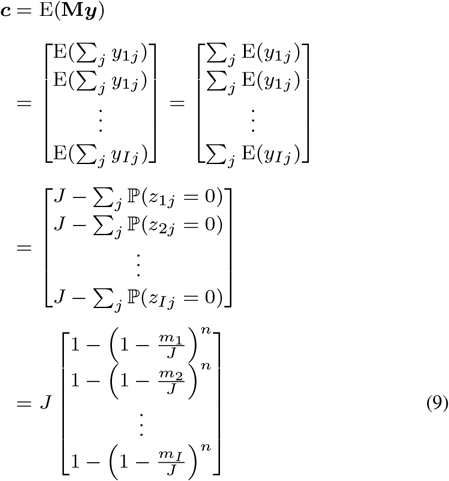 c = E(My)
= [E(∑_j y_{1j}) E(∑_j y_{1j}) ⋮ E(∑_j y_{Ij})] = [∑_j E(y_{1j}) ∑_j E(y_{1j}) ⋮ ∑_j E(y_{Ij})]
= [J − ∑_j ℙ(z_{1j} = 0) J − ∑_j ℙ(z_{2j} = 0) ⋮ J − ∑_j ℙ(z_{Ij} = 0)]
= J [1 − (1 − m_1/J)^n 1 − (1 − m_2/J)^n ⋮ 1 − (1 − m_I/J)^n] (9)